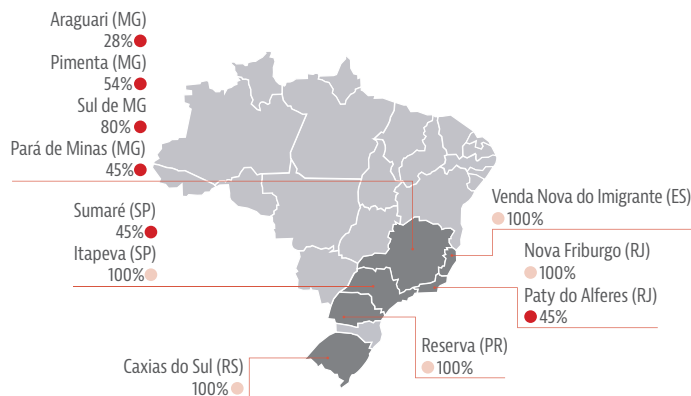 Araguari (MG)
28%
Pimenta (MG)
54%
Sul de MG
80%
Pará de Minas (MG)
45%
Sumaré (SP)
45%
Itapeva (SP)
100%
Caxias do Sul (RS)
100%
Venda Nova do Imigrante (ES)
100%
Nova Friburgo (RJ)
100%
Paty do Alferes (RJ)
45%
Reserva (PR)
100%